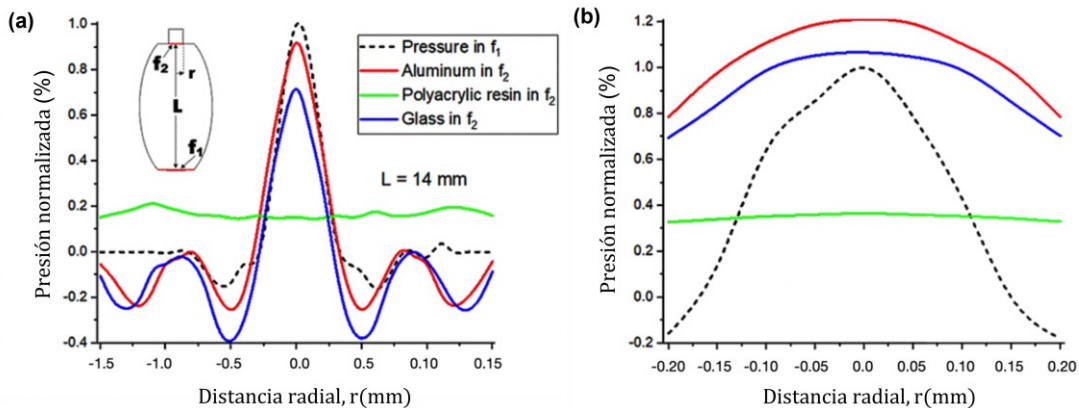 (a)
Presión normalizada (%)
1.0
0.8
0.6
0.4
0.2
0.0
-0.2
-0.4
f2
r
L
f1
Pressure in f1
Aluminum in f2
Polyacrylic resin in f2
Glass in f2
L = 14 mm
-1.5 -1.0 -0.5 0.0 0.5 0.10 0.15
Distancia radial, r(mm)
(b)
Presión normalizada (%)
1.2
1.0
0.8
0.6
0.4
0.2
0.0
-0.2
-0.20 -0.15 -0.10 -0.05 0.0 0.05 0.10 0.15 0.20
Distancia radial, r(mm)